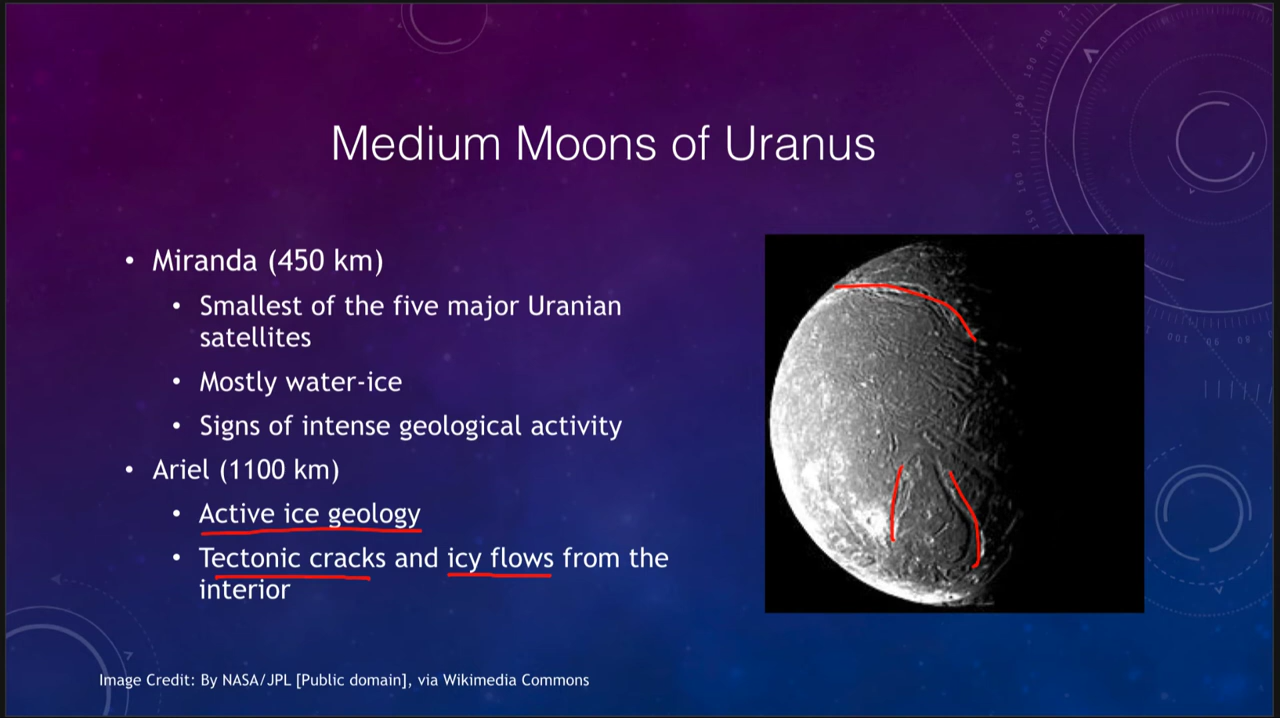 Medium Moons of Uranus
• Miranda (450 km)
• Smallest of the five major Uranian
satellites
• Mostly water-ice
• Signs of intense geological activity
• Ariel (1100 km)
• Active ice geology
• Tectonic cracks and icy flows from the
interior
Image Credit: By NASA/JPL [Public domain], via Wikimedia Commons